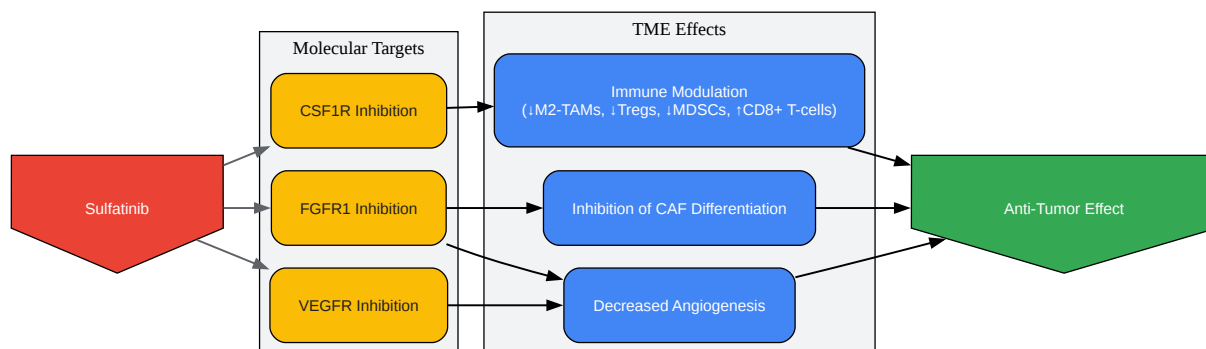 Molecular Targets
TME Effects
CSF1R Inhibition
Immune Modulation
(↓M2-TAMs, ↓Tregs, ↓MDSCs, ↑CD8+ T-cells)
Sulfatinib
FGFR1 Inhibition
Inhibition of CAF Differentiation
Anti-Tumor Effect
VEGFR Inhibition
Decreased Angiogenesis